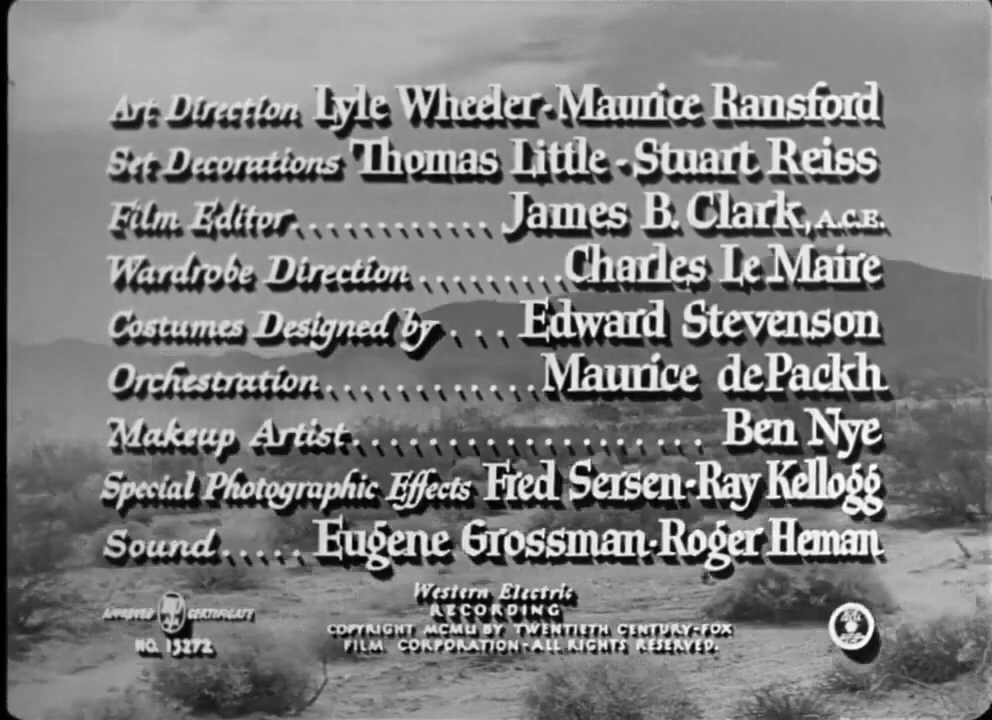 Art Direction Lyle Wheeler-Maurice Ransford
Set Decorations Thomas Little-Stuart Reiss
Film Editor............ James B. Clark, A.C.E.
Wardrobe Direction.........Charles Le Maire
Costumes Designed by... Edward Stevenson
Orchestration.............Maurice dePackh
Makeup Artist...................... Ben Nye
Special Photographic Effects Fred Sersen-Ray Kellogg
Sound..... Eugene Grossman-Roger Heman
Western Electric
RECORDING
APPROVED CERTIFICATE
NO. 15272
COPYRIGHT MCMLI BY TWENTIETH CENTURY-FOX
FILM CORPORATION-ALL RIGHTS RESERVED.